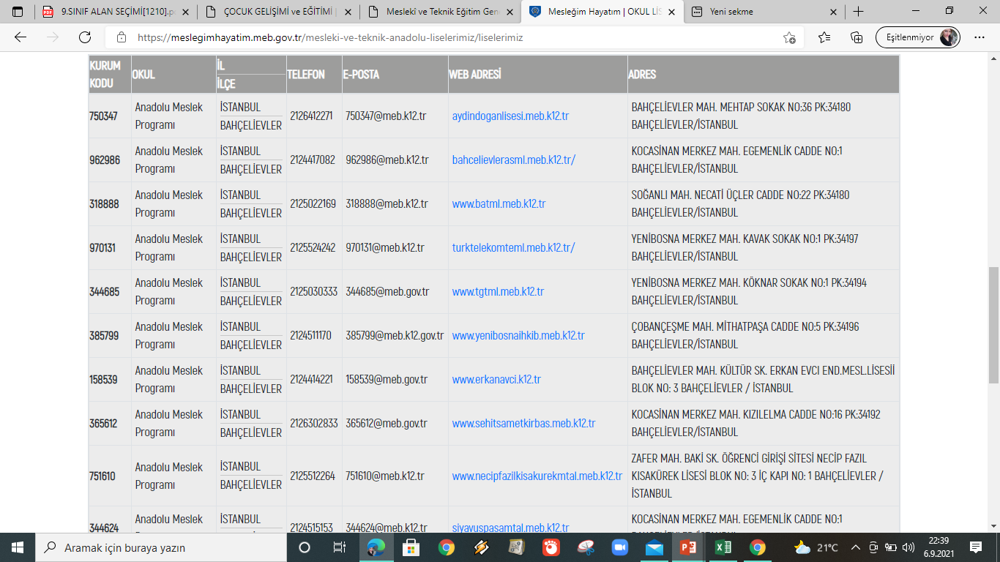 9.SINIF ALAN SEÇİMİ[1210].p
ÇOCUK GELİŞİMİ ve EĞİTİMİ
Meslekî ve Teknik Eğitim Gen
Mesleğim Hayatım | OKUL LİS
Yeni sekme
https://meslegimhayatim.meb.gov.tr/mesleki-ve-teknik-anadolu-liselerimiz/liselerimiz
Eşitlenmiyor
KURUM KODU OKUL İL İLÇE TELEFON E-POSTA WEB ADRESİ ADRES
750347 Anadolu Meslek Programı İSTANBUL BAHÇELİEVLER 2126412271 750347@meb.k12.tr aydindoganlisesi.meb.k12.tr BAHÇELİEVLER MAH. MEHTAP SOKAK NO:36 PK:34180 BAHÇELİEVLER/İSTANBUL
962986 Anadolu Meslek Programı İSTANBUL BAHÇELİEVLER 2124417082 962986@meb.k12.tr bahcelievlerasml.meb.k12.tr/ KOCASİNAN MERKEZ MAH. EGEMENLİK CADDE NO:1 BAHÇELİEVLER/İSTANBUL
318888 Anadolu Meslek Programı İSTANBUL BAHÇELİEVLER 2125022169 318888@meb.k12.tr www.batml.meb.k12.tr SOĞANLI MAH. NECATİ ÜÇLER CADDE NO:22 PK:34180 BAHÇELİEVLER/İSTANBUL
970131 Anadolu Meslek Programı İSTANBUL BAHÇELİEVLER 2125524242 970131@meb.k12.tr turktelekomteml.meb.k12.tr/ YENİBOSNA MERKEZ MAH. KAVAK SOKAK NO:1 PK:34197 BAHÇELİEVLER/İSTANBUL
344685 Anadolu Meslek Programı İSTANBUL BAHÇELİEVLER 2125030333 344685@meb.gov.tr www.tgtml.meb.k12.tr YENİBOSNA MERKEZ MAH. KÖKNAR SOKAK NO:1 PK:34194 BAHÇELİEVLER/İSTANBUL
385799 Anadolu Meslek Programı İSTANBUL BAHÇELİEVLER 2124511170 385799@meb.k12.gov.tr www.yenibosnaihkib.meb.k12.tr ÇOBANÇEŞME MAH. MİTHATPAŞA CADDE NO:5 PK:34196 BAHÇELİEVLER/İSTANBUL
158539 Anadolu Meslek Programı İSTANBUL BAHÇELİEVLER 2124414221 158539@meb.gov.tr www.erkanavci.k12.tr BAHÇELİEVLER MAH. KÜLTÜR SK. ERKAN EVCI END.MESL.LİSESİİ BLOK NO: 3 BAHÇELİEVLER / İSTANBUL
365612 Anadolu Meslek Programı İSTANBUL BAHÇELİEVLER 2126302833 365612@meb.gov.tr www.sehitsametkirbas.meb.k12.tr KOCASİNAN MERKEZ MAH. KIZILELMA CADDE NO:16 PK:34192 BAHÇELİEVLER/İSTANBUL
751610 Anadolu Meslek Programı İSTANBUL BAHÇELİEVLER 2125512264 751610@meb.k12.tr www.necipfazilkisakurekmtal.meb.k12.tr ZAFER MAH. BAKİ SK. ÖĞRENCİ GİRİŞİ SİTESİ NECİP FAZIL KISAKÜREK LİSESİ BLOK NO: 3 İÇ KAPI NO: 1 BAHÇELİEVLER / İSTANBUL
344624 Anadolu Meslek İSTANBUL 2124515153 344624@meb.k12.tr siyavuspasamtal.meb.k12.tr KOCASİNAN MERKEZ MAH. EGEMENLİK CADDE NO:1
Aramak için buraya yazın
21°C
22:39
6.9.2021